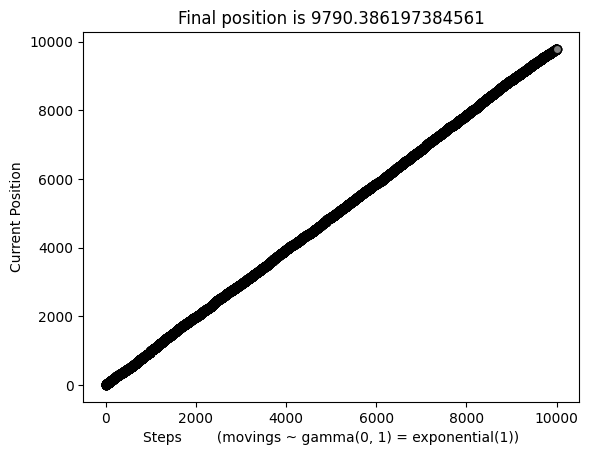 Final position is 9790.386197384561
10000
8000
6000
4000
2000
0
Current Position
0 2000 4000 6000 8000 10000
Steps (movings ~ gamma(0, 1) = exponential(1))